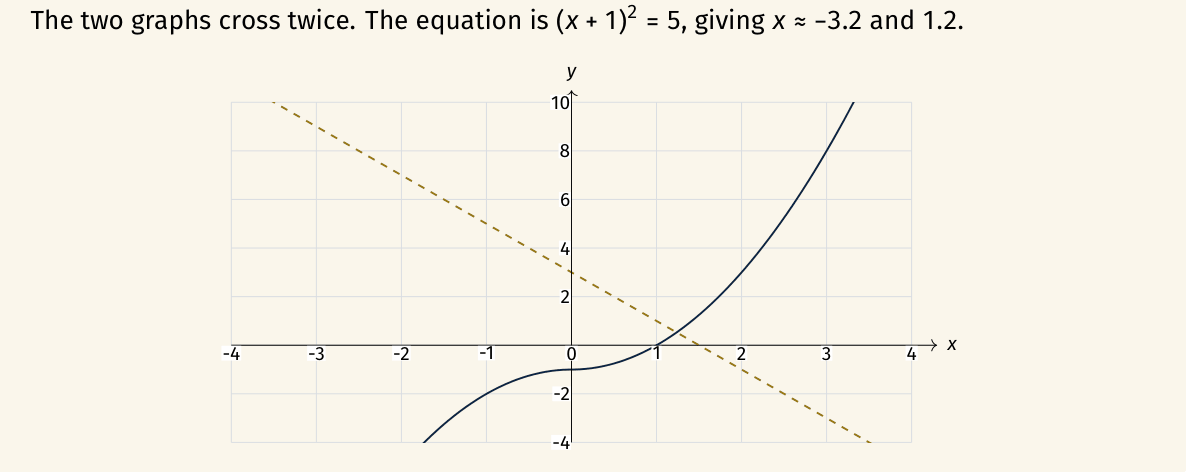 The two graphs cross twice. The equation is (x + 1)² = 5, giving x ≈ −3.2 and 1.2.
y
10
8
6
4
2
-4 -3 -2 -1 0 1 2 3 4 x
-2
-4